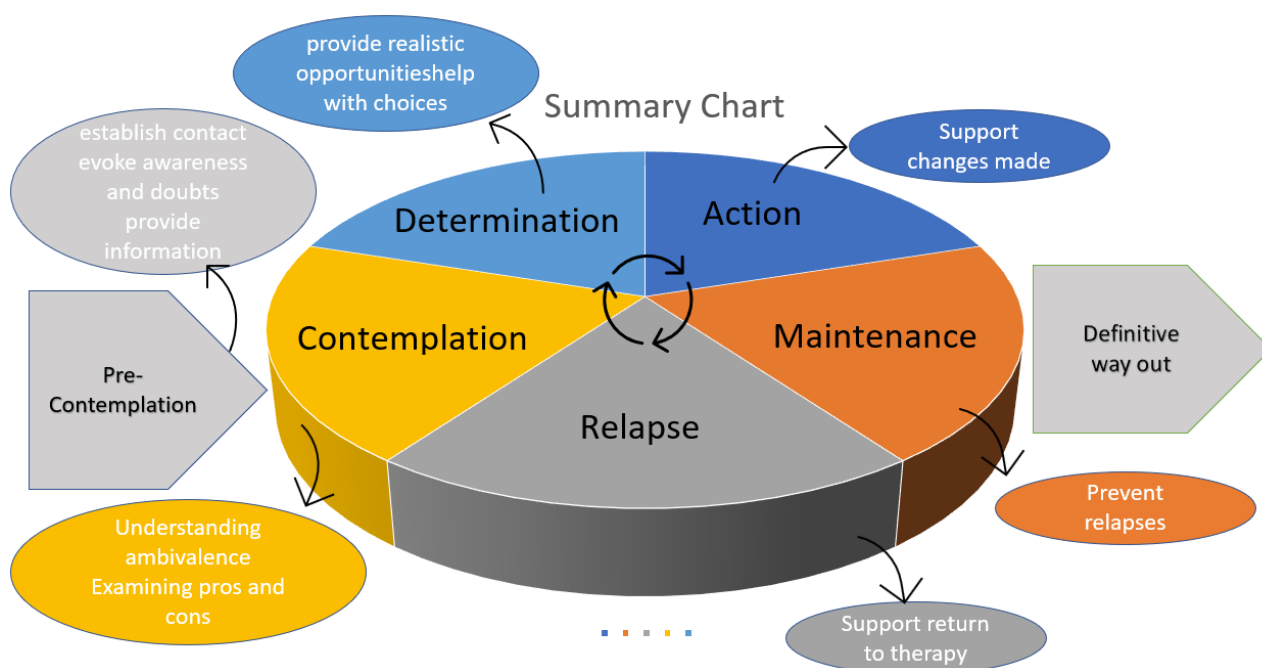 provide realistic
opportunitieshelp
with choices
Summary Chart
establish contact
evoke awareness
and doubts
provide
information
Support
changes made
Determination
Action
Contemplation
Maintenance
Relapse
Pre-
Contemplation
Definitive
way out
Understanding
ambivalence
Examining pros and
cons
Prevent
relapses
Support return
to therapy